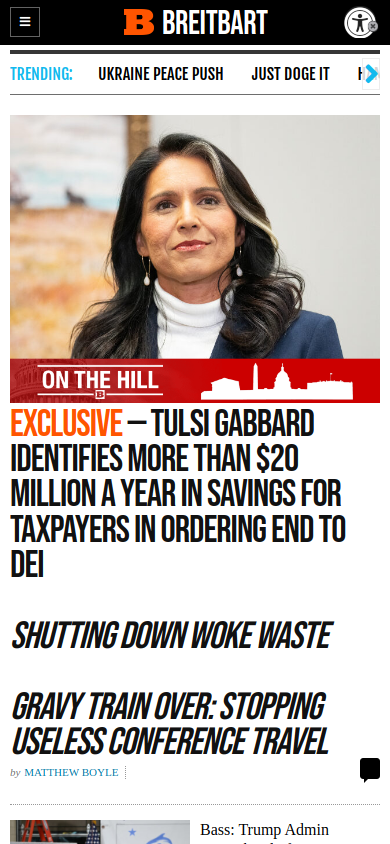 B BREITBART
TRENDING:
UKRAINE PEACE PUSH
JUST DOGE IT
ON THE HILL
B
EXCLUSIVE – TULSI GABBARD
IDENTIFIES MORE THAN $20
MILLION A YEAR IN SAVINGS FOR
TAXPAYERS IN ORDERING END TO
DEI
SHUTTING DOWN WOKE WASTE
GRAVY TRAIN OVER: STOPPING
USELESS CONFERENCE TRAVEL
by MATTHEW BOYLE
Bass: Trump Admin